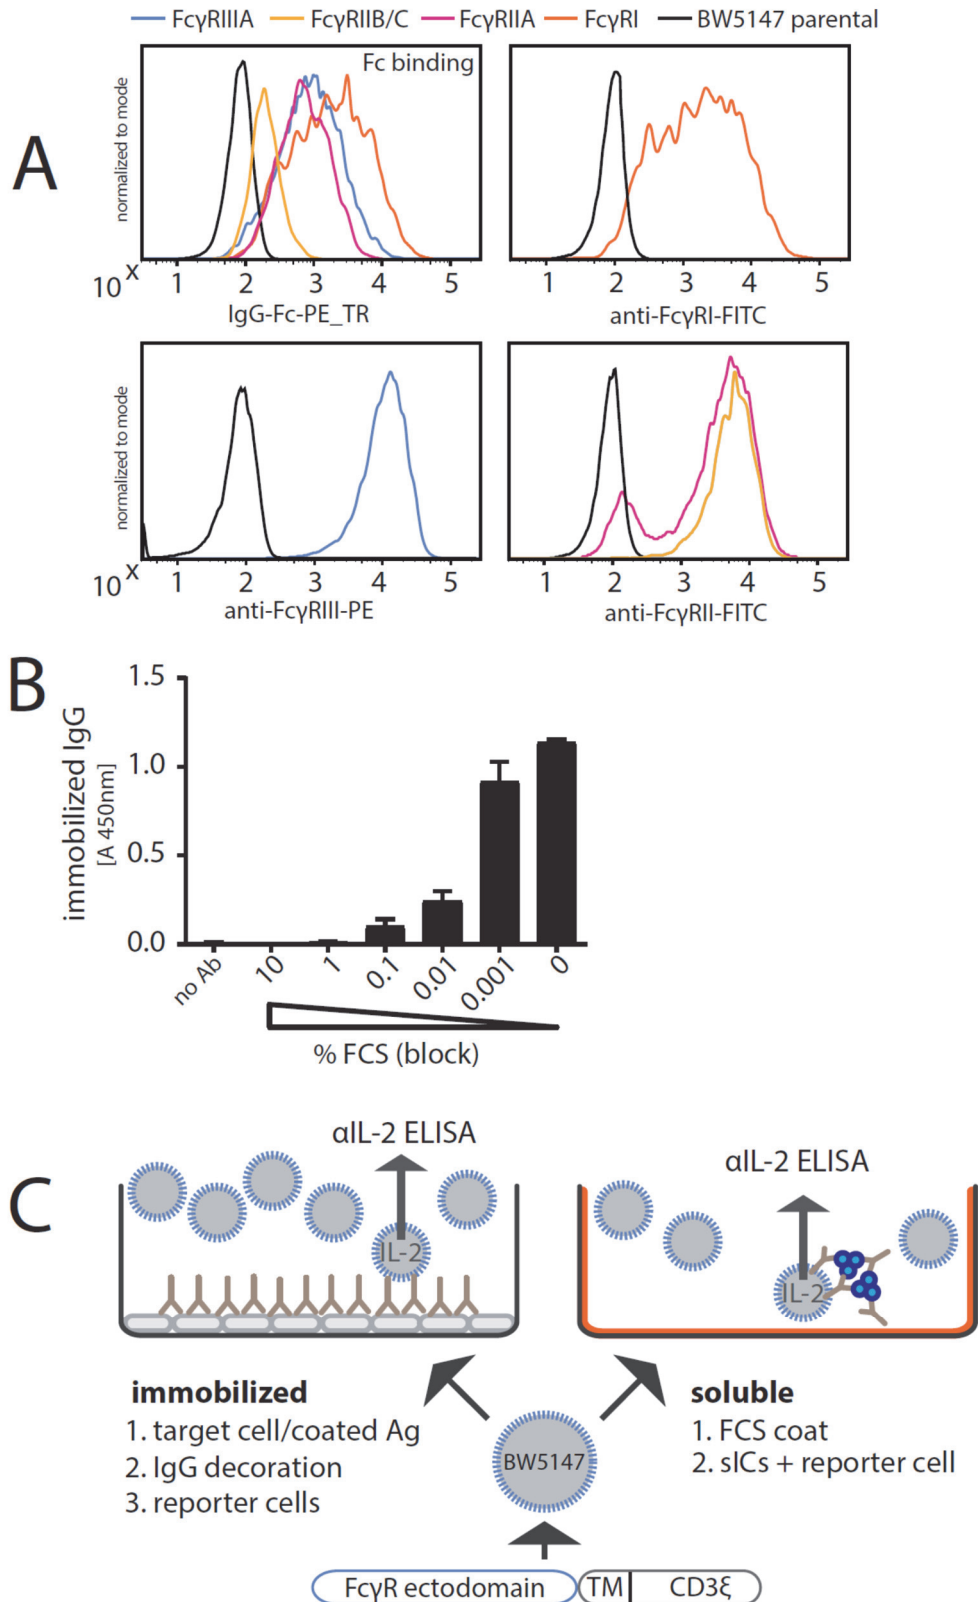 FcγRIIIA FcγRIIB/C FcγRIIA FcγRI BW5147 parental
A
Fc binding
normalized to mode
10^x 1 2 3 4 5
IgG-Fc-PE_TR
1 2 3 4 5
anti-FcγRI-FITC
normalized to mode
10^x 1 2 3 4 5
anti-FcγRIII-PE
1 2 3 4 5
anti-FcγRII-FITC
B
immobilized IgG
[A 450nm]
1.5
1.0
0.5
0.0
no Ab 10 1 0.1 0.01 0.001 0
% FCS (block)
C
αIL-2 ELISA
IL-2
αIL-2 ELISA
IL-2
immobilized
1. target cell/coated Ag
2. IgG decoration
3. reporter cells
soluble
1. FCS coat
2. sICs + reporter cell
BW5147
FcγR ectodomain TM CD3ξ